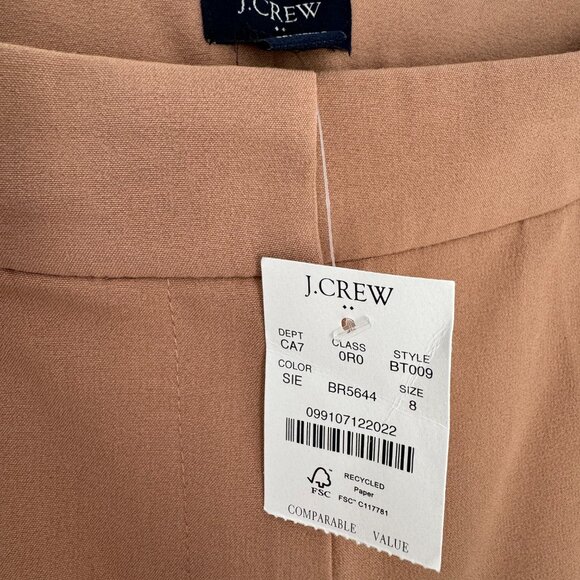 J.CREW
J.CREW
DEPT CLASS STYLE
CA7 0R0 BT009
COLOR SIZE
SIE BR5644 8
099107122022
FSC
RECYCLED
Paper
FSC™ C117781
COMPARABLE VALUE